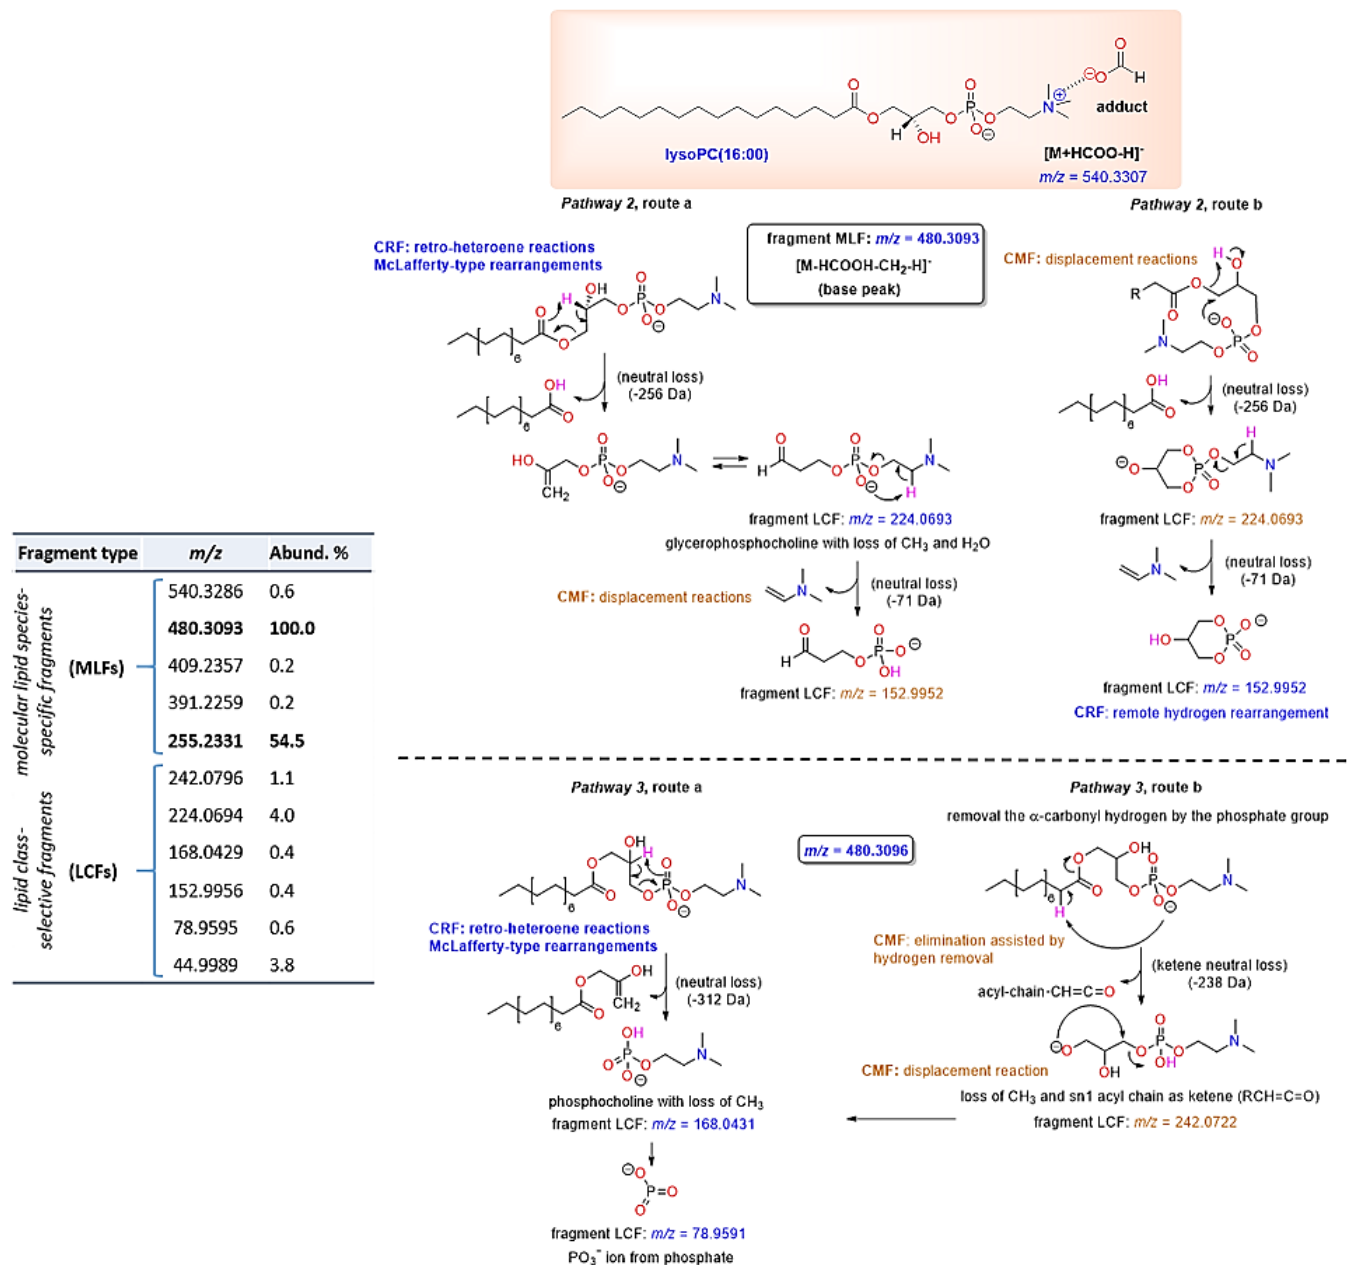 adduct
lysoPC(16:00)
[M+HCOO-H]⁻
m/z = 540.3307
Pathway 2, route a
Pathway 2, route b
CRF: retro-heteroene reactions
McLafferty-type rearrangements
fragment MLF: m/z = 480.3093
[M-HCOOH-CH₂-H]⁻
(base peak)
CMF: displacement reactions
(neutral loss)
(-256 Da)
(neutral loss)
(-256 Da)
fragment LCF: m/z = 224.0693
glycerophosphocholine with loss of CH₃ and H₂O
fragment LCF: m/z = 224.0693
CMF: displacement reactions
(neutral loss)
(-71 Da)
(neutral loss)
(-71 Da)
fragment LCF: m/z = 152.9952
fragment LCF: m/z = 152.9952
CRF: remote hydrogen rearrangement
Fragment type m/z Abund. %
molecular lipid species-
specific fragments
(MLFs)
540.3286 0.6
480.3093 100.0
409.2357 0.2
391.2259 0.2
255.2331 54.5
lipid class-
selective fragments
(LCFs)
242.0796 1.1
224.0694 4.0
168.0429 0.4
152.9956 0.4
78.9595 0.6
44.9989 3.8
Pathway 3, route a
Pathway 3, route b
removal the α-carbonyl hydrogen by the phosphate group
m/z = 480.3096
CRF: retro-heteroene reactions
McLafferty-type rearrangements
CMF: elimination assisted by
hydrogen removal
(neutral loss)
(-312 Da)
(ketene neutral loss)
(-238 Da)
acyl-chain-CH=C=O
CMF: displacement reaction
phosphocholine with loss of CH₃
fragment LCF: m/z = 168.0431
loss of CH₃ and sn1 acyl chain as ketene (RCH=C=O)
fragment LCF: m/z = 242.0722
fragment LCF: m/z = 78.9591
PO₃⁻ ion from phosphate